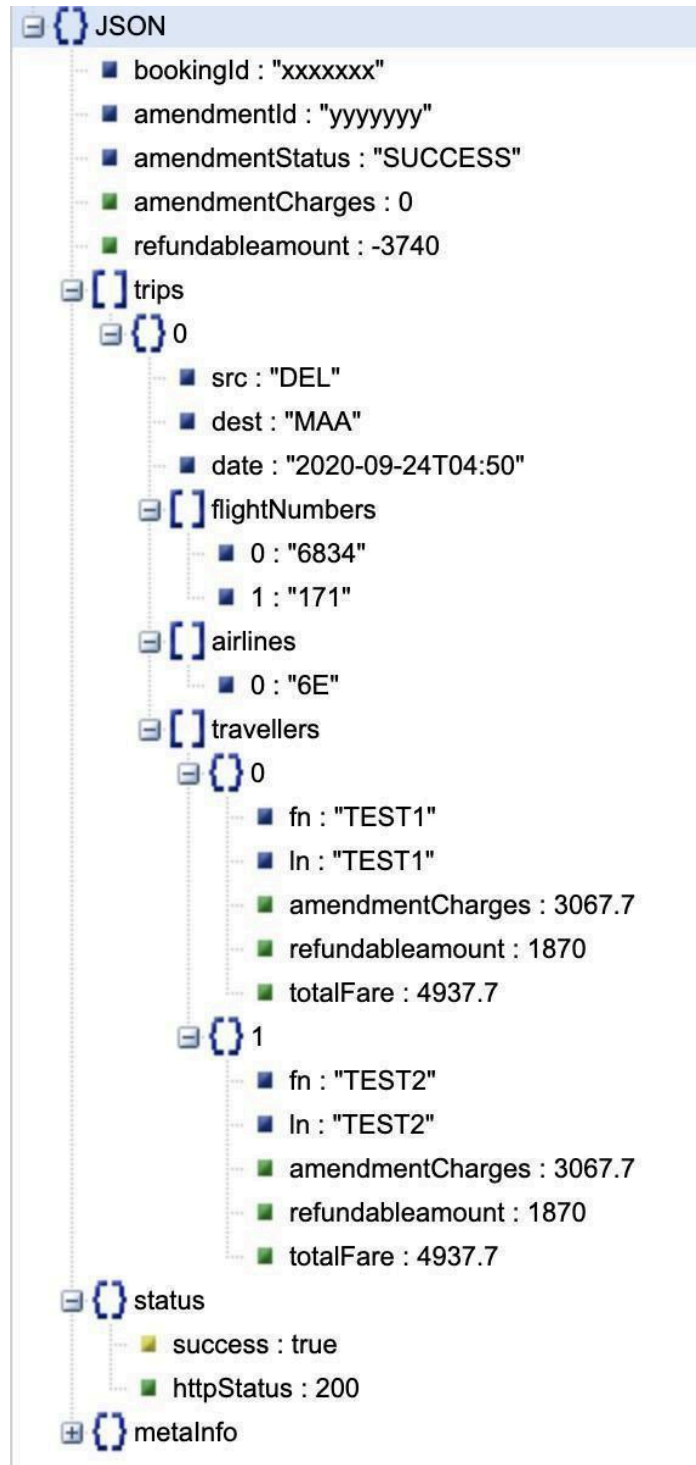 {} JSON
bookingId : "xxxxxxx"
amendmentId : "yyyyyyy"
amendmentStatus : "SUCCESS"
amendmentCharges : 0
refundableamount : -3740
[ ] trips
{} 0
src : "DEL"
dest : "MAA"
date : "2020-09-24T04:50"
[ ] flightNumbers
0 : "6834"
1 : "171"
[ ] airlines
0 : "6E"
[ ] travellers
{} 0
fn : "TEST1"
ln : "TEST1"
amendmentCharges : 3067.7
refundableamount : 1870
totalFare : 4937.7
{} 1
fn : "TEST2"
ln : "TEST2"
amendmentCharges : 3067.7
refundableamount : 1870
totalFare : 4937.7
{} status
success : true
httpStatus : 200
{} metaInfo